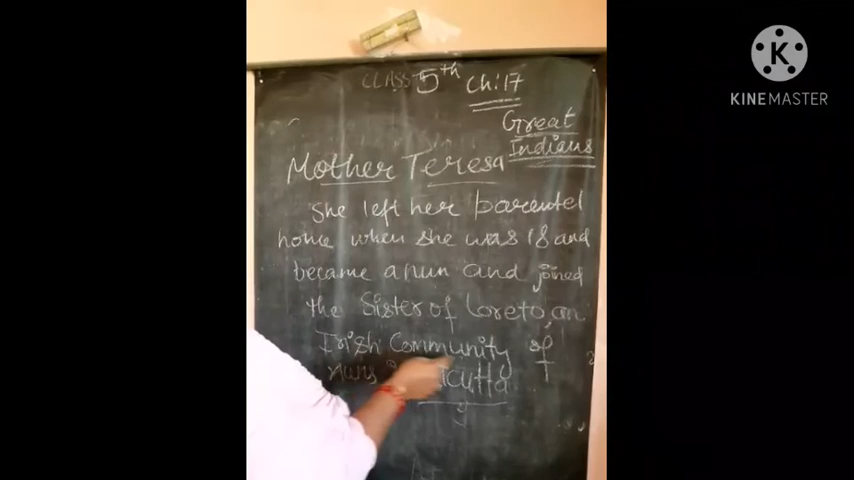 CLASS 5th Ch:17
Great
Indians
Mother Teresa
She left her parentel
home when she was 18 and
became a nun and joined
the Sister of Loreto, an
Irish Community of
nuns
K
KINEMASTER